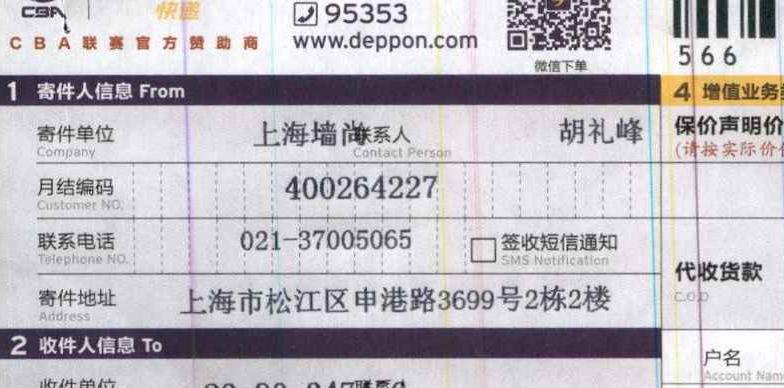 CBA 快递
95353
CBA联赛官方赞助商
www.deppon.com
微信下单
566
1 寄件人信息 From
4 增值业务
寄件单位 上海墙尚 联系人 胡礼峰
Company Contact Person
保价声明价
(请按实际价
月结编码 400264227
Customer NO.
联系电话 021-37005065 签收短信通知
Telephone NO. SMS Notification
代收货款
C.O.D
寄件地址 上海市松江区申港路3699号2栋2楼
Address
2 收件人信息 To
户名
Account Name
收件单位